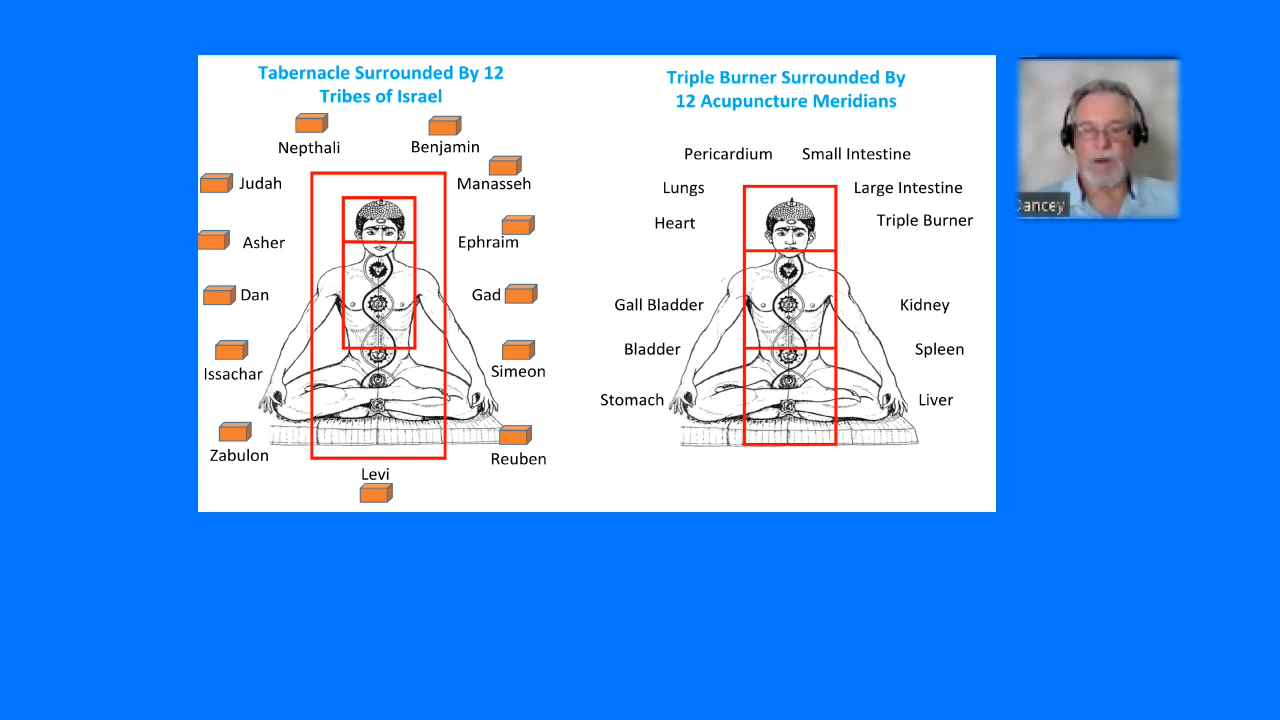 Tabernacle Surrounded By 12
Tribes of Israel
Nepthali
Benjamin
Judah
Manasseh
Asher
Ephraim
Dan
Gad
Issachar
Simeon
Zabulon
Reuben
Levi
Triple Burner Surrounded By
12 Acupuncture Meridians
Pericardium
Small Intestine
Lungs
Large Intestine
Heart
Triple Burner
Gall Bladder
Kidney
Bladder
Spleen
Stomach
Liver
Dancey